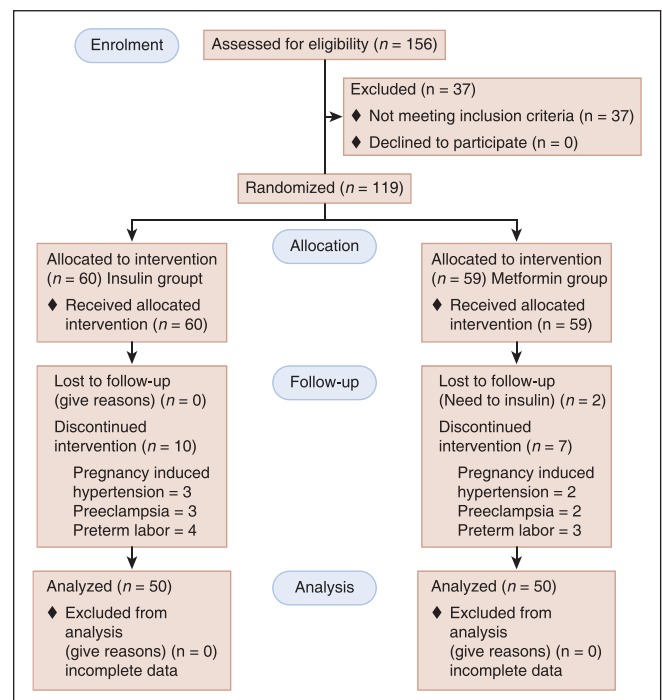 Enrolment
Assessed for eligibility (n = 156)
Excluded (n = 37)
♦ Not meeting inclusion criteria (n = 37)
♦ Declined to participate (n = 0)
Randomized (n = 119)
Allocation
Allocated to intervention
(n = 60) Insulin groupt
♦ Received allocated
intervention (n = 60)
Allocated to intervention
(n = 59) Metformin group
♦ Received allocated
intervention (n = 59)
Follow-up
Lost to follow-up
(give reasons) (n = 0)
Discontinued
intervention (n = 10)
Pregnancy induced
hypertension = 3
Preeclampsia = 3
Preterm labor = 4
Lost to follow-up
(Need to insulin) (n = 2)
Discontinued
intervention (n = 7)
Pregnancy induced
hypertension = 2
Preeclampsia = 2
Preterm labor = 3
Analysis
Analyzed (n = 50)
♦ Excluded from
analysis
(give reasons) (n = 0)
incomplete data
Analyzed (n = 50)
♦ Excluded from
analysis
(give reasons) (n = 0)
incomplete data